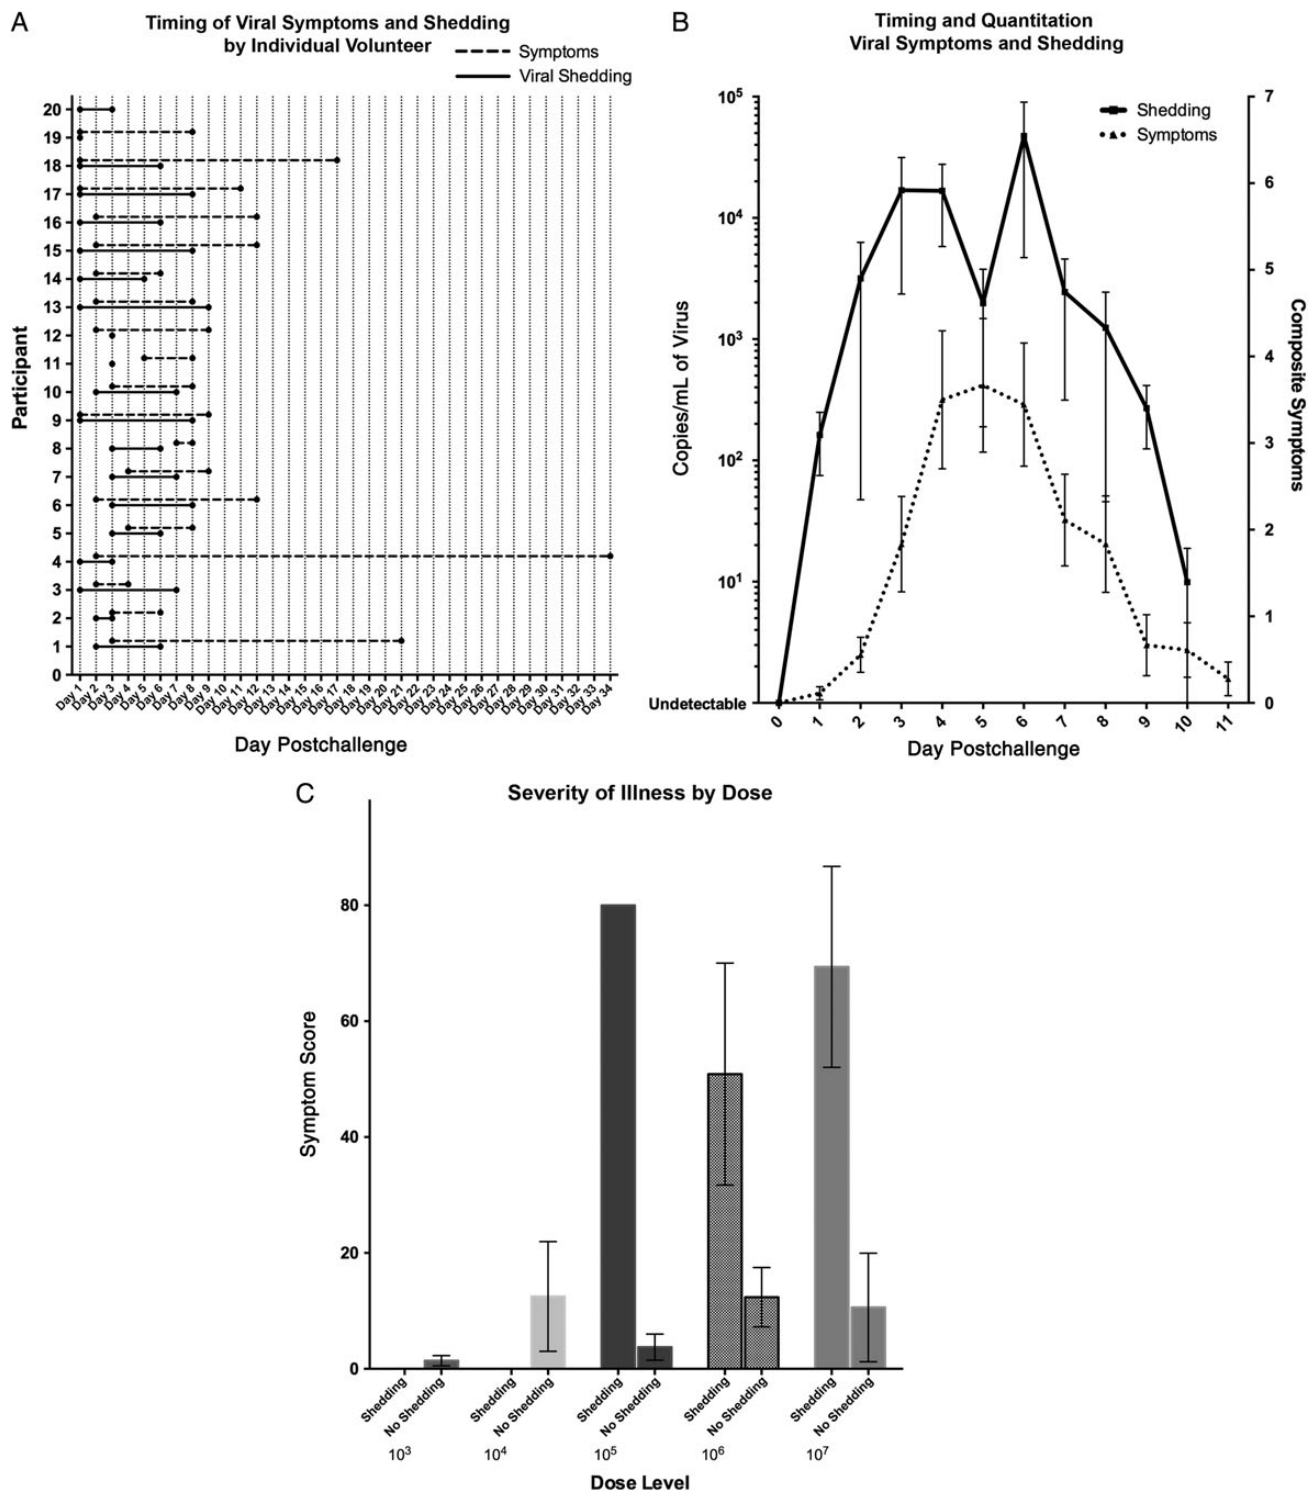 A
Timing of Viral Symptoms and Shedding
by Individual Volunteer
Symptoms
Viral Shedding
20
19
18
17
16
15
14
13
12
11
10
9
8
7
6
5
4
3
2
1
0
Participant
Day 1
Day 2
Day 3
Day 4
Day 5
Day 6
Day 7
Day 8
Day 9
Day 10
Day 11
Day 12
Day 13
Day 14
Day 15
Day 16
Day 17
Day 18
Day 19
Day 20
Day 21
Day 22
Day 23
Day 24
Day 25
Day 26
Day 27
Day 28
Day 29
Day 30
Day 31
Day 32
Day 33
Day 34
Day Postchallenge
B
Timing and Quantitation
Viral Symptoms and Shedding
Shedding
Symptoms
10⁵
10⁴
10³
10²
10¹
Undetectable
Copies/mL of Virus
7
6
5
4
3
2
1
0
Composite Symptoms
0
1
2
3
4
5
6
7
8
9
10
11
Day Postchallenge
C
Severity of Illness by Dose
80
60
40
20
0
Symptom Score
Shedding
No Shedding
Shedding
No Shedding
Shedding
No Shedding
Shedding
No Shedding
Shedding
No Shedding
10³
10⁴
10⁵
10⁶
10⁷
Dose Level